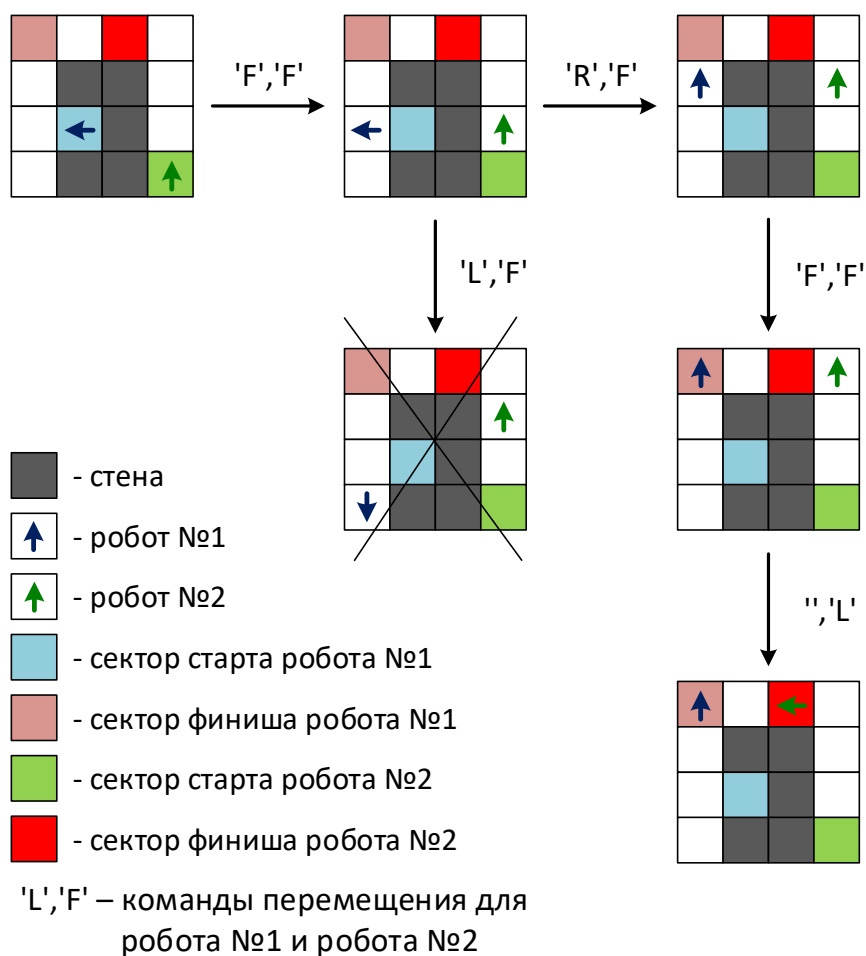 'F','F'
'R','F'
'L','F'
'F','F'
- стена
- робот №1
- робот №2
'','L'
- сектор старта робота №1
- сектор финиша робота №1
- сектор старта робота №2
- сектор финиша робота №2
'L','F' – команды перемещения для
робота №1 и робота №2